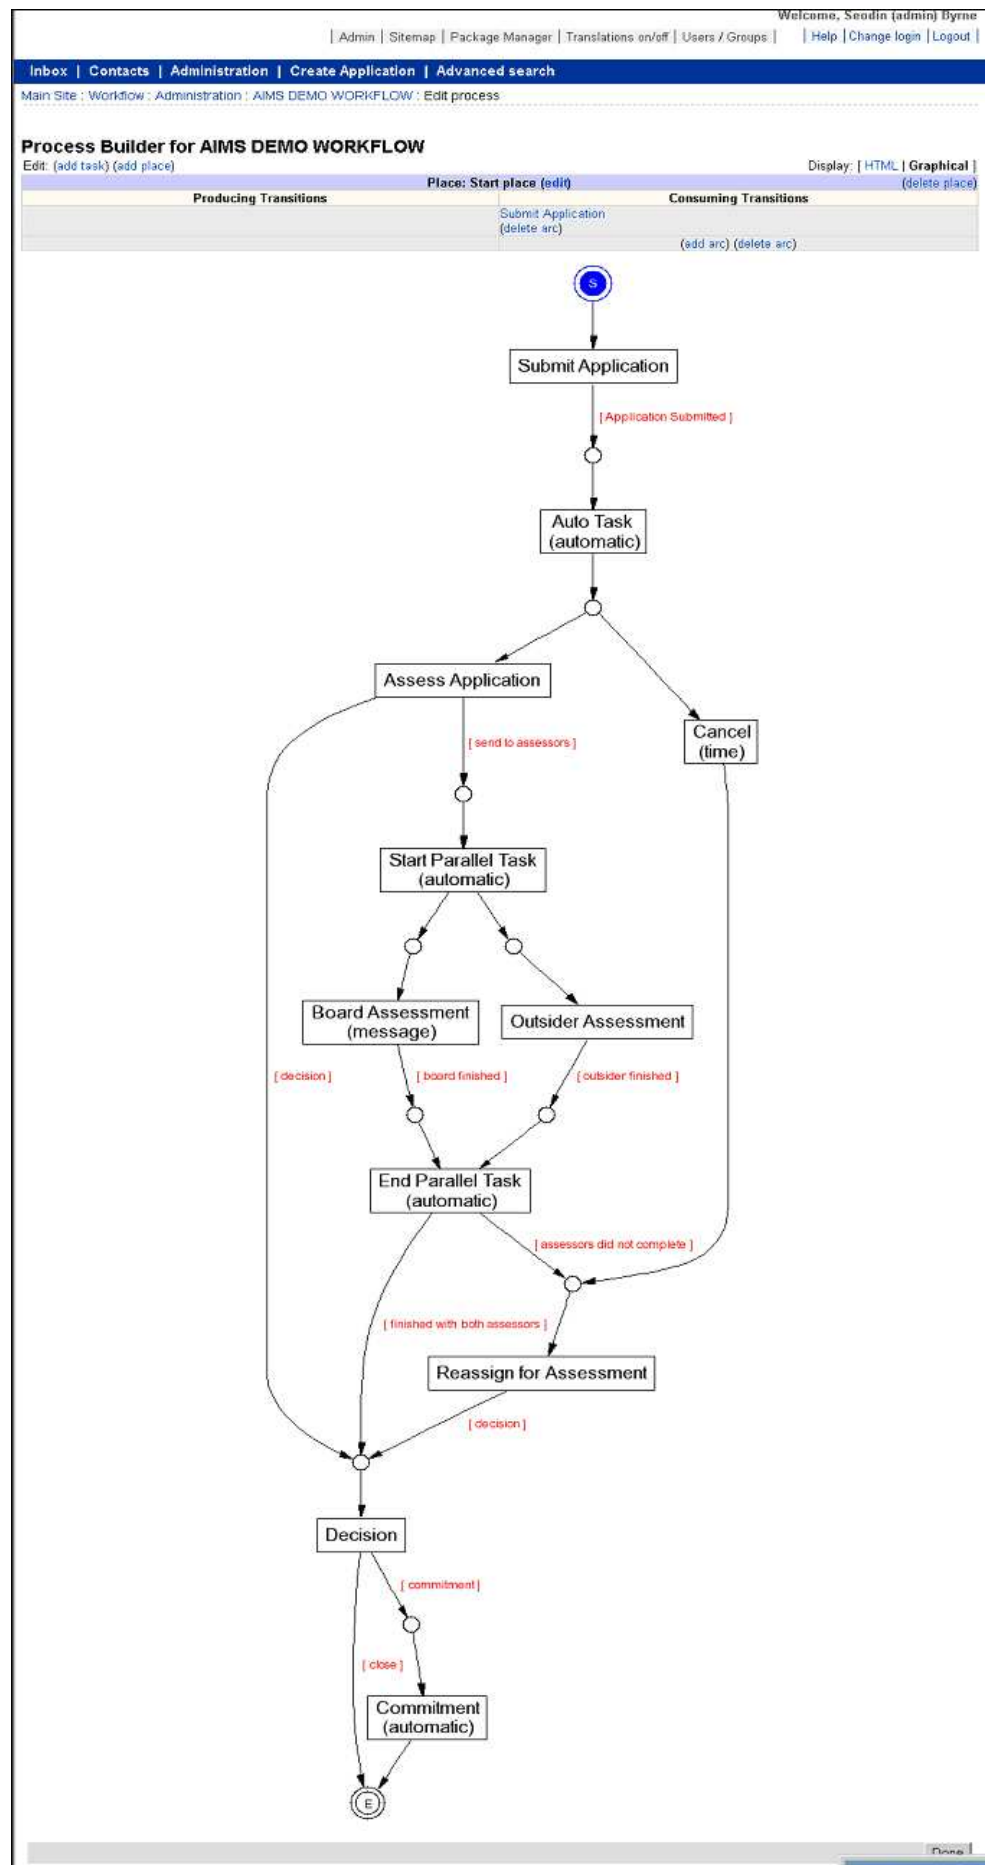 Welcome, Seodin (admin) Byrne
| Admin | Sitemap | Package Manager | Translations on/off | Users / Groups | | Help | Change login | Logout |
Inbox | Contacts | Administration | Create Application | Advanced search
Main Site : Workflow : Administration : AIMS DEMO WORKFLOW : Edit process
Process Builder for AIMS DEMO WORKFLOW
Edit: (add task) (add place) Display: [ HTML | Graphical ]
Place: Start place (edit) (delete place)
Producing Transitions Consuming Transitions
Submit Application
(delete arc)
(add arc) (delete arc)
S
Submit Application
[ Application Submitted ]
Auto Task
(automatic)
Assess Application
Cancel
(time)
[ send to assessors ]
Start Parallel Task
(automatic)
Board Assessment
(message)
Outsider Assessment
[ decision ] [ board finished ] [ outsider finished ]
End Parallel Task
(automatic)
[ assessors did not complete ]
[ finished with both assessors ]
Reassign for Assessment
[ decision ]
Decision
[ commitment ]
[ close ]
Commitment
(automatic)
E
Done